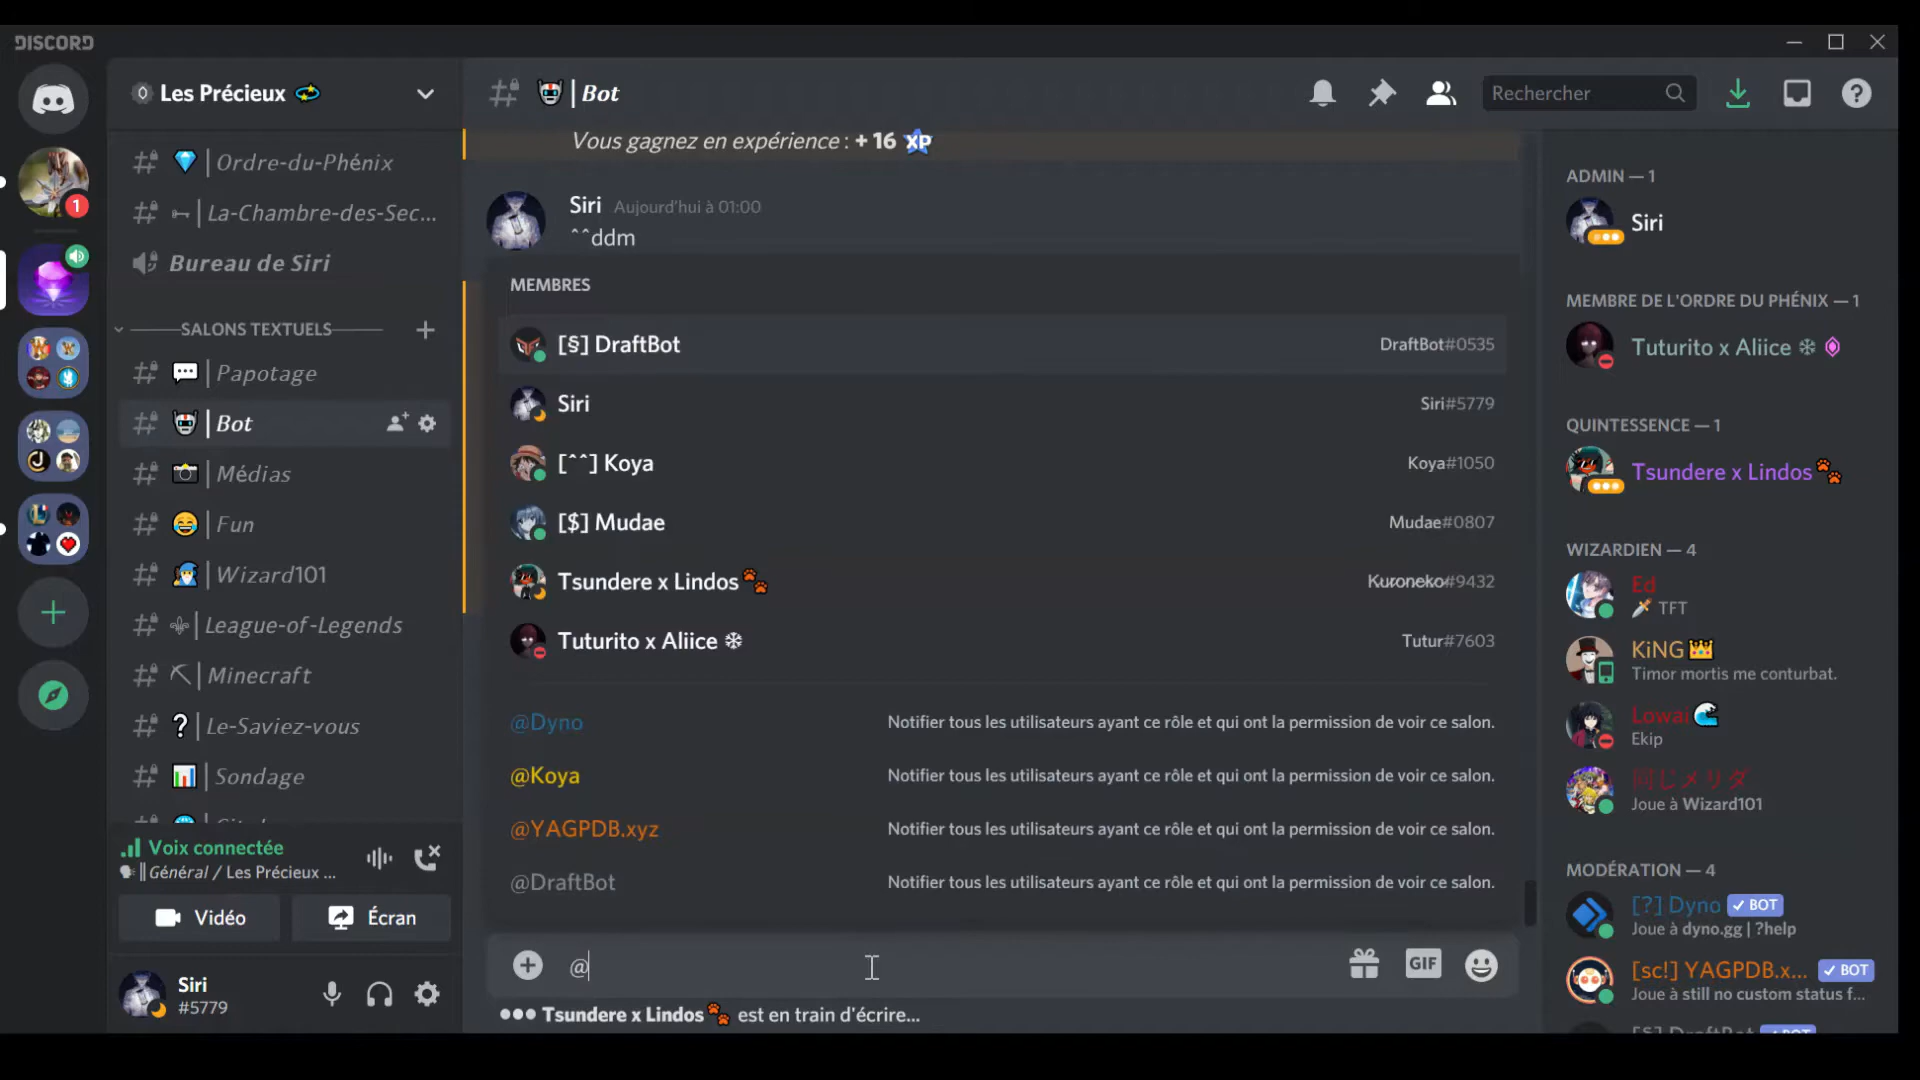 DISCORD
Les Précieux
| Bot
Rechercher
1
| Ordre-du-Phénix
| La-Chambre-des-Sec...
Bureau de Siri
SALONS TEXTUELS
| Papotage
| Bot
| Médias
| Fun
| Wizard101
| League-of-Legends
| Minecraft
| Le-Saviez-vous
| Sondage
Voix connectée
Général / Les Précieux ...
Vidéo
Écran
Siri
#5779
Vous gagnez en expérience : + 16 XP
Siri Aujourd'hui à 01:00
^^ddm
MEMBRES
[§] DraftBot DraftBot#0535
Siri Siri#5779
[^^] Koya Koya#1050
[$] Mudae Mudae#0807
Tsundere x Lindos Kuroneko#9432
Tuturito x Aliice ❄ Tutur#7603
@Dyno Notifier tous les utilisateurs ayant ce rôle et qui ont la permission de voir ce salon.
@Koya Notifier tous les utilisateurs ayant ce rôle et qui ont la permission de voir ce salon.
@YAGPDB.xyz Notifier tous les utilisateurs ayant ce rôle et qui ont la permission de voir ce salon.
@DraftBot Notifier tous les utilisateurs ayant ce rôle et qui ont la permission de voir ce salon.
@
GIF
Tsundere x Lindos est en train d'écrire...
ADMIN — 1
Siri
MEMBRE DE L'ORDRE DU PHÉNIX — 1
Tuturito x Aliice ❄
QUINTESSENCE — 1
Tsundere x Lindos
WIZARDIEN — 4
Ed
TFT
KiNG
Timor mortis me conturbat.
Lowai
Ekip
同じメリダ
Joue à Wizard101
MODÉRATION — 4
[?] Dyno ✓ BOT
Joue à dyno.gg | ?help
[sc!] YAGPDB.x... ✓ BOT
Joue à still no custom status f...
[§] DraftBot ✓ BOT